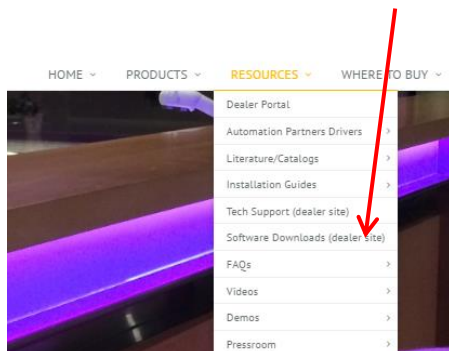 HOME PRODUCTS RESOURCES WHERE TO BUY
Dealer Portal
Automation Partners Drivers
Literature/Catalogs
Installation Guides
Tech Support (dealer site)
Software Downloads (dealer site)
FAQs
Videos
Demos
Pressroom